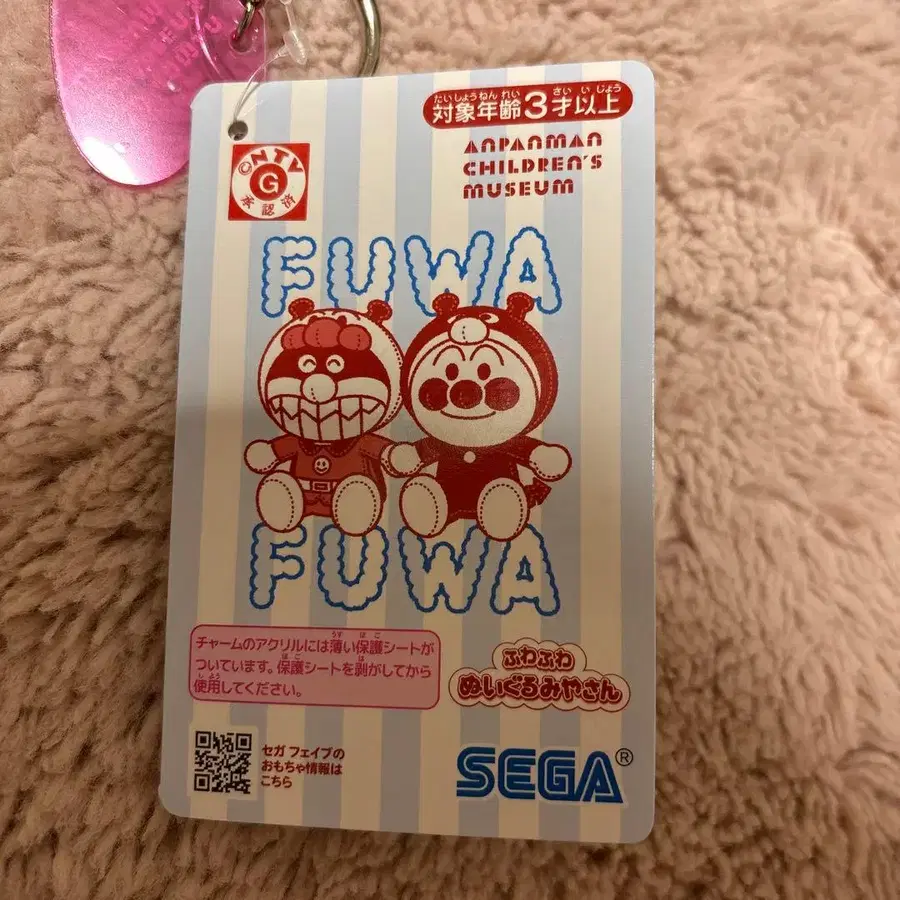 たいしょうねんれい さい いじょう
対象年齢3才以上
ANPANMAN
CHILDREN'S
MUSEUM
©NTV
G
承認済
FUWA
FUWA
うす ほご
チャームのアクリルには薄い保護シートが
ほご は
ついています。保護シートを剥がしてから
しよう
使用してください。
ふわふわ
ぬいぐるみやさん
セガ フェイブの
おもちゃ情報は
こちら
SEGA®